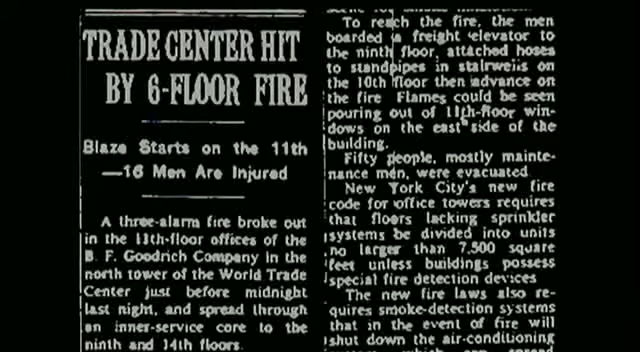 TRADE CENTER HIT
BY 6-FLOOR FIRE
Blaze Starts on the 11th
—16 Men Are Injured
A three-alarm fire broke out
in the 11th-floor offices of the
B. F. Goodrich Company in the
north tower of the World Trade
Center just before midnight
last night, and spread through
an inner-service core to the
ninth and 14th floors.
To reach the fire, the men
boarded a freight elevator to
the ninth floor, attached hoses
to standpipes in stairwells on
the 10th floor then advance on
the fire Flames could be seen
pouring out of 11th-floor win-
dows on the east side of the
building.
Fifty people, mostly mainte-
nance men, were evacuated
New York City's new fire
code for office towers requires
that floors lacking sprinkler
systems be divided into units
no larger than 7,500 square
feet unless buildings possess
special fire detection devices
The new fire laws also re-
quires smoke-detection systems
that in the event of fire will
shut down the air-conditioning